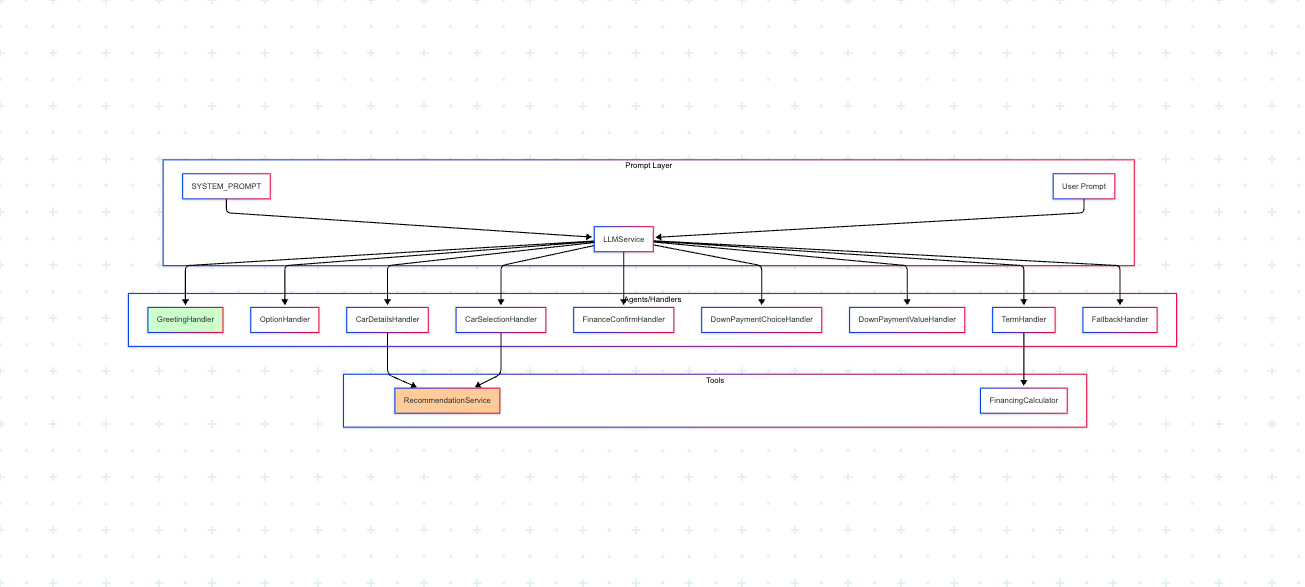 Prompt Layer
SYSTEM_PROMPT
User Prompt
LLMService
Agents/Handlers
GreetingHandler
OptionHandler
CarDetailsHandler
CarSelectionHandler
FinanceConfirmHandler
DownPaymentChoiceHandler
DownPaymentValueHandler
TermHandler
FallbackHandler
Tools
RecommendationService
FinancingCalculator